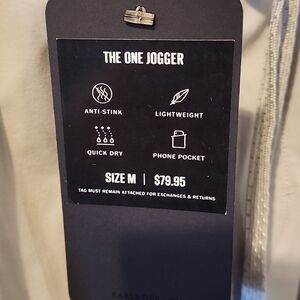 THE ONE JOGGER
ANTI-STINK
LIGHTWEIGHT
QUICK DRY
PHONE POCKET
SIZE M | $79.95
TAG MUST REMAIN ATTACHED FOR EXCHANGES & RETURNS